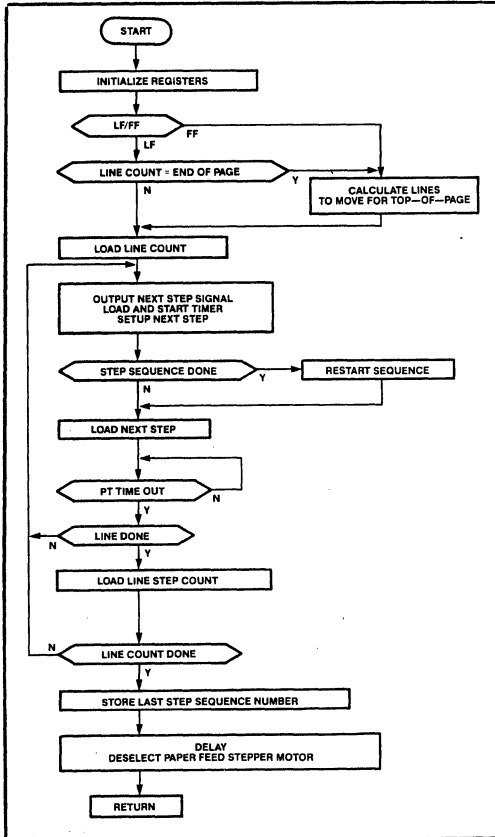 START
INITIALIZE REGISTERS
LF/FF
FF
LF
LINE COUNT = END OF PAGE
Y
N
CALCULATE LINES
TO MOVE FOR TOP—OF—PAGE
LOAD LINE COUNT
OUTPUT NEXT STEP SIGNAL
LOAD AND START TIMER
SETUP NEXT STEP
STEP SEQUENCE DONE
Y
RESTART SEQUENCE
N
LOAD NEXT STEP
PT TIME OUT
N
Y
LINE DONE
N
Y
LOAD LINE STEP COUNT
N
LINE COUNT DONE
Y
STORE LAST STEP SEQUENCE NUMBER
DELAY
DESELECT PAPER FEED STEPPER MOTOR
RETURN